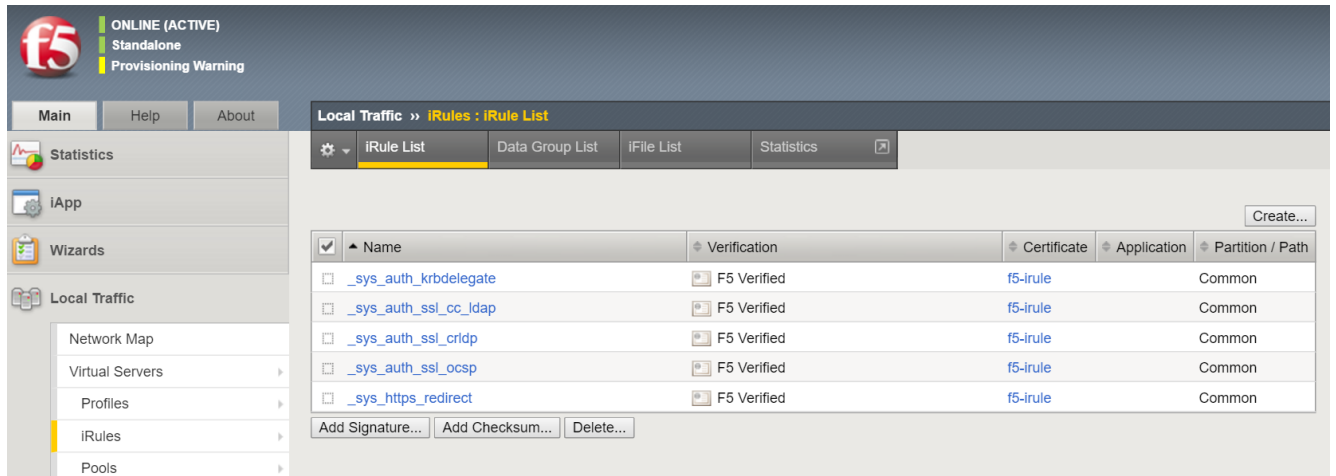 f5
ONLINE (ACTIVE)
Standalone
Provisioning Warning
Main Help About
Statistics
iApp
Wizards
Local Traffic
Network Map
Virtual Servers
Profiles
iRules
Pools
Local Traffic ›› iRules : iRule List
iRule List Data Group List iFile List Statistics
Create...
Name Verification Certificate Application Partition / Path
_sys_auth_krbdelegate F5 Verified f5-irule Common
_sys_auth_ssl_cc_ldap F5 Verified f5-irule Common
_sys_auth_ssl_crldp F5 Verified f5-irule Common
_sys_auth_ssl_ocsp F5 Verified f5-irule Common
_sys_https_redirect F5 Verified f5-irule Common
Add Signature... Add Checksum... Delete...